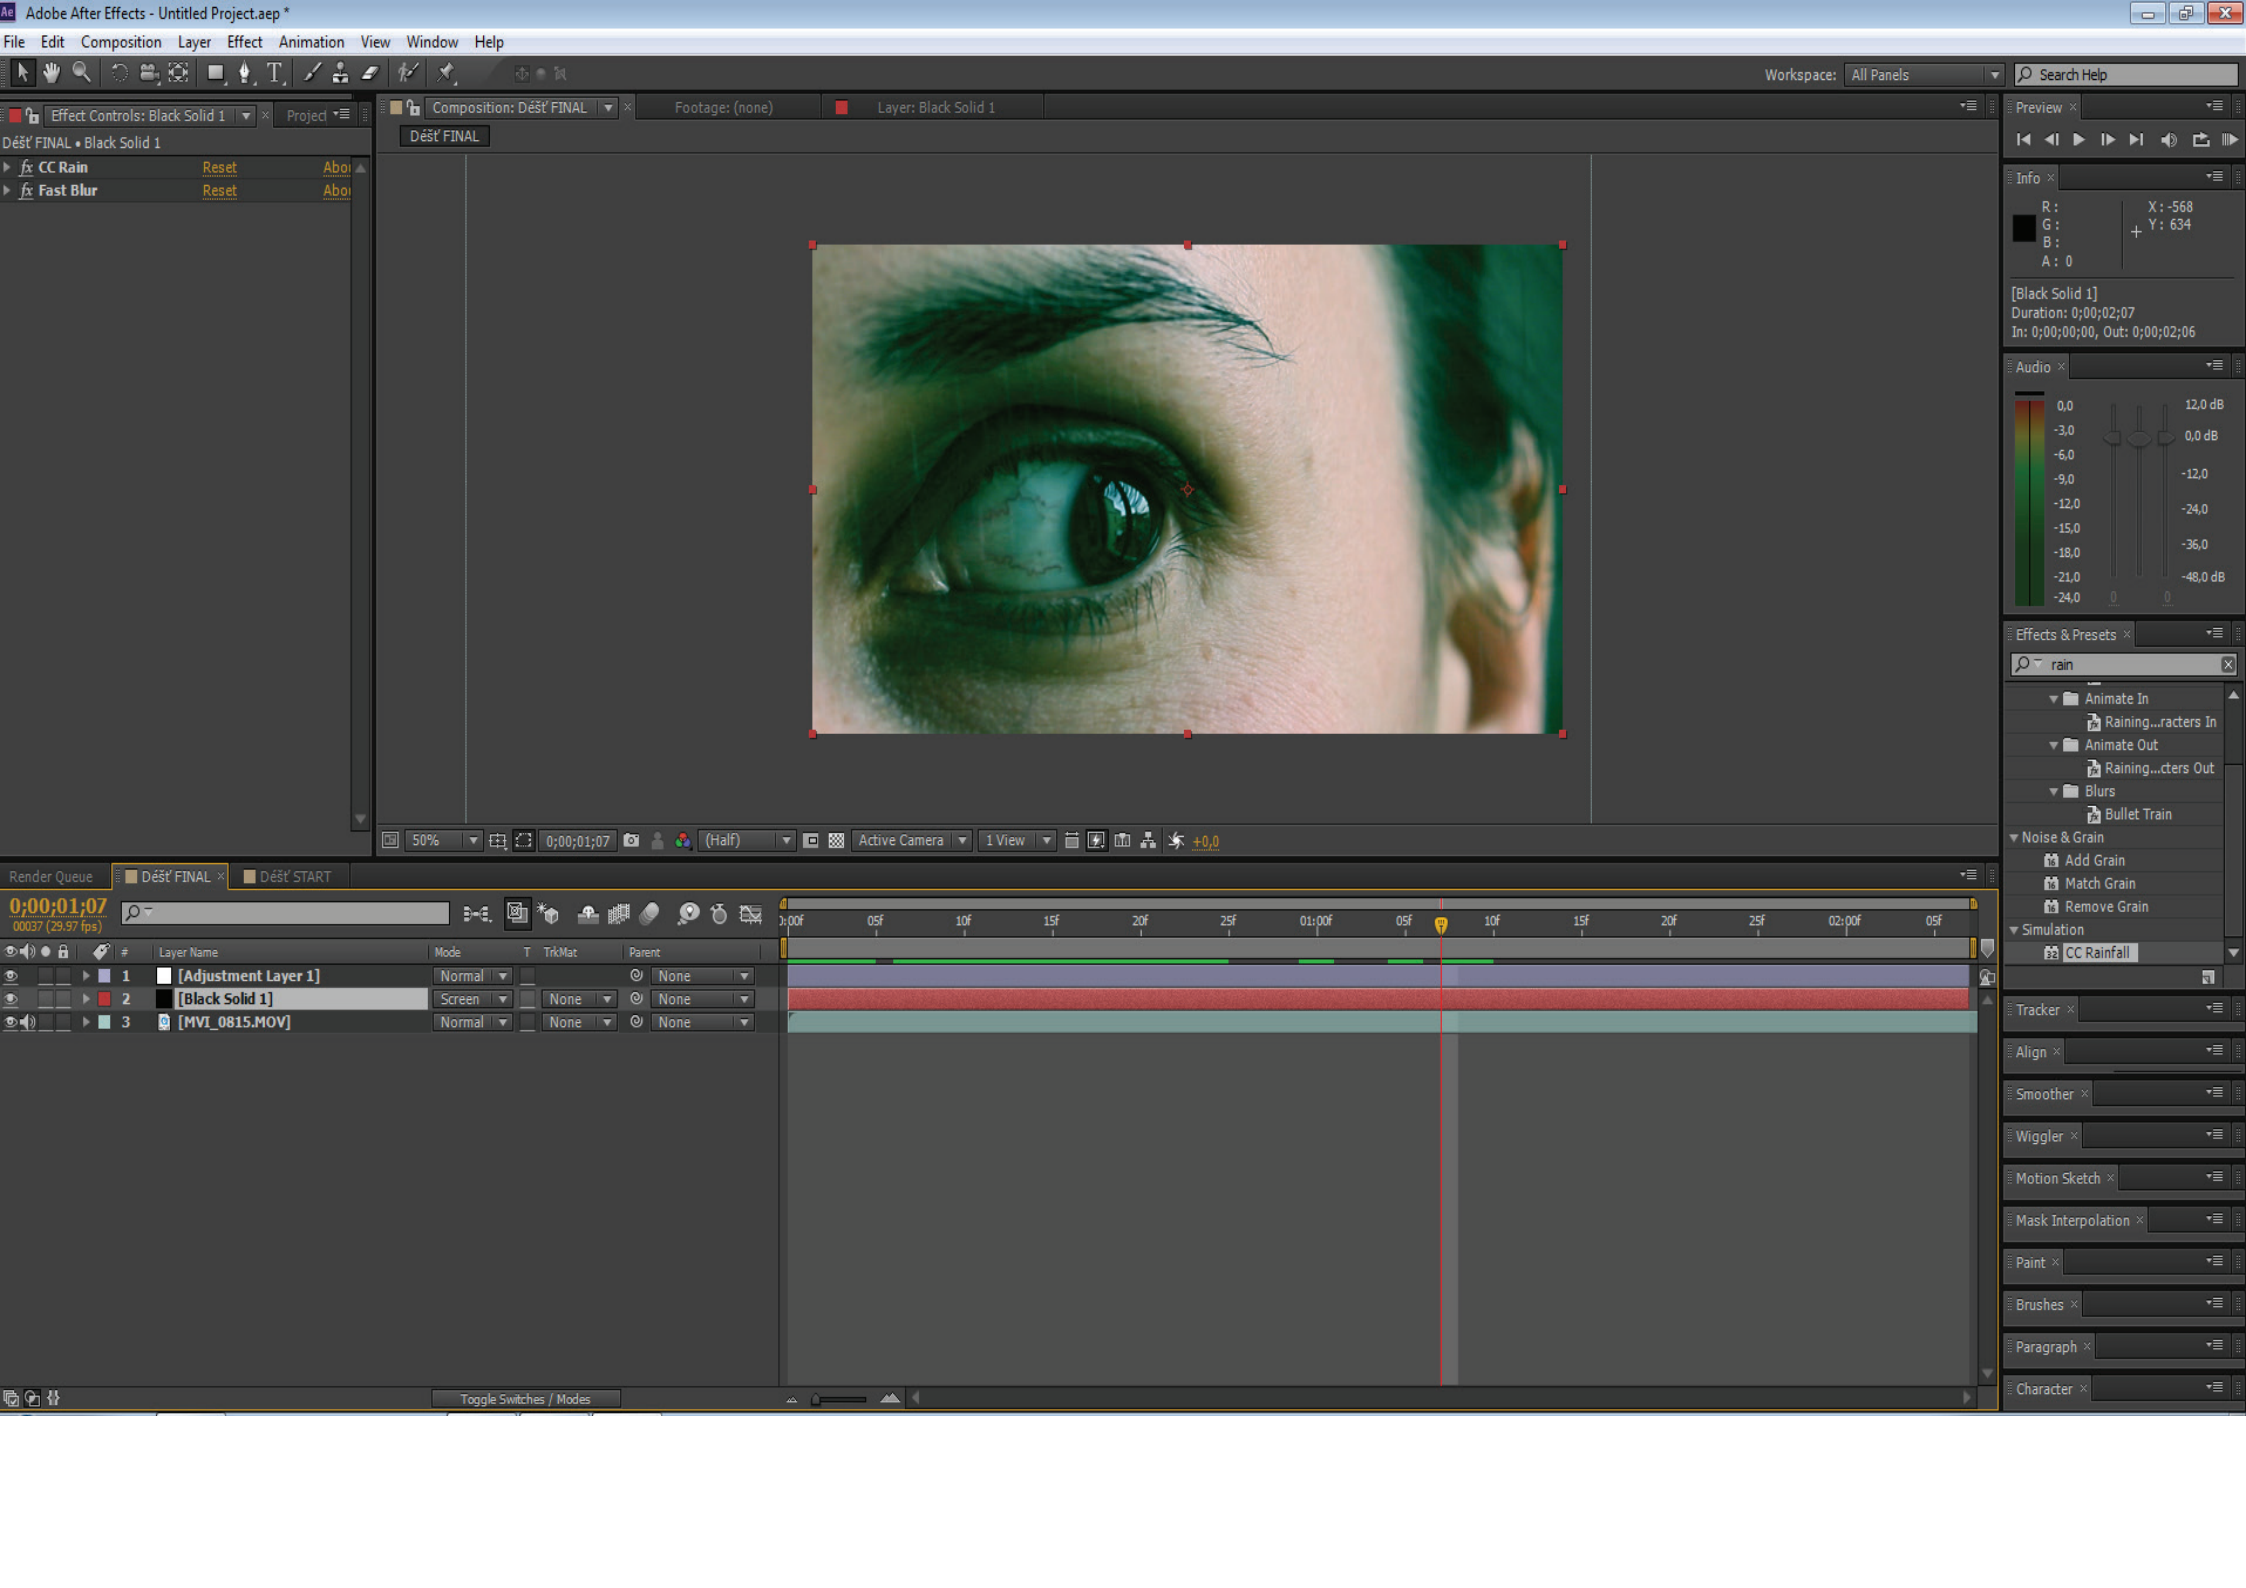 Ae Adobe After Effects - Untitled Project.aep *
File Edit Composition Layer Effect Animation View Window Help
Workspace: All Panels Search Help
Effect Controls: Black Solid 1 × Project
Composition: Déšť FINAL × Footage: (none) Layer: Black Solid 1
Déšť FINAL • Black Solid 1
Déšť FINAL
fx CC Rain Reset
fx Fast Blur Reset
Preview ×
Info ×
R :
G :
B :
A : 0
X : -568
Y : 634
[Black Solid 1]
Duration: 0;00;02;07
In: 0;00;00;00, Out: 0;00;02;06
Audio ×
0,0
-3,0
-6,0
-9,0
-12,0
-15,0
-18,0
-21,0
-24,0
0 0
12,0 dB
0,0 dB
-12,0
-24,0
-36,0
-48,0 dB
Effects & Presets ×
rain
Animate In
Raining...racters In
Animate Out
Raining...cters Out
Blurs
Bullet Train
Noise & Grain
16 Add Grain
16 Match Grain
16 Remove Grain
Simulation
32 CC Rainfall
50% 0;00;01;07 (Half) Active Camera 1 View +0,0
Render Queue Déšť FINAL × Déšť START
0;00;01;07
00037 (29.97 fps)
:00f 05f 10f 15f 20f 25f 01:00f 05f 10f 15f 20f 25f 02:00f 05f
# Layer Name Mode T TrkMat Parent
1 [Adjustment Layer 1] Normal None
2 [Black Solid 1] Screen None None
3 [MVI_0815.MOV] Normal None None
Toggle Switches / Modes
Tracker ×
Align ×
Smoother ×
Wiggler ×
Motion Sketch ×
Mask Interpolation ×
Paint ×
Brushes ×
Paragraph ×
Character ×